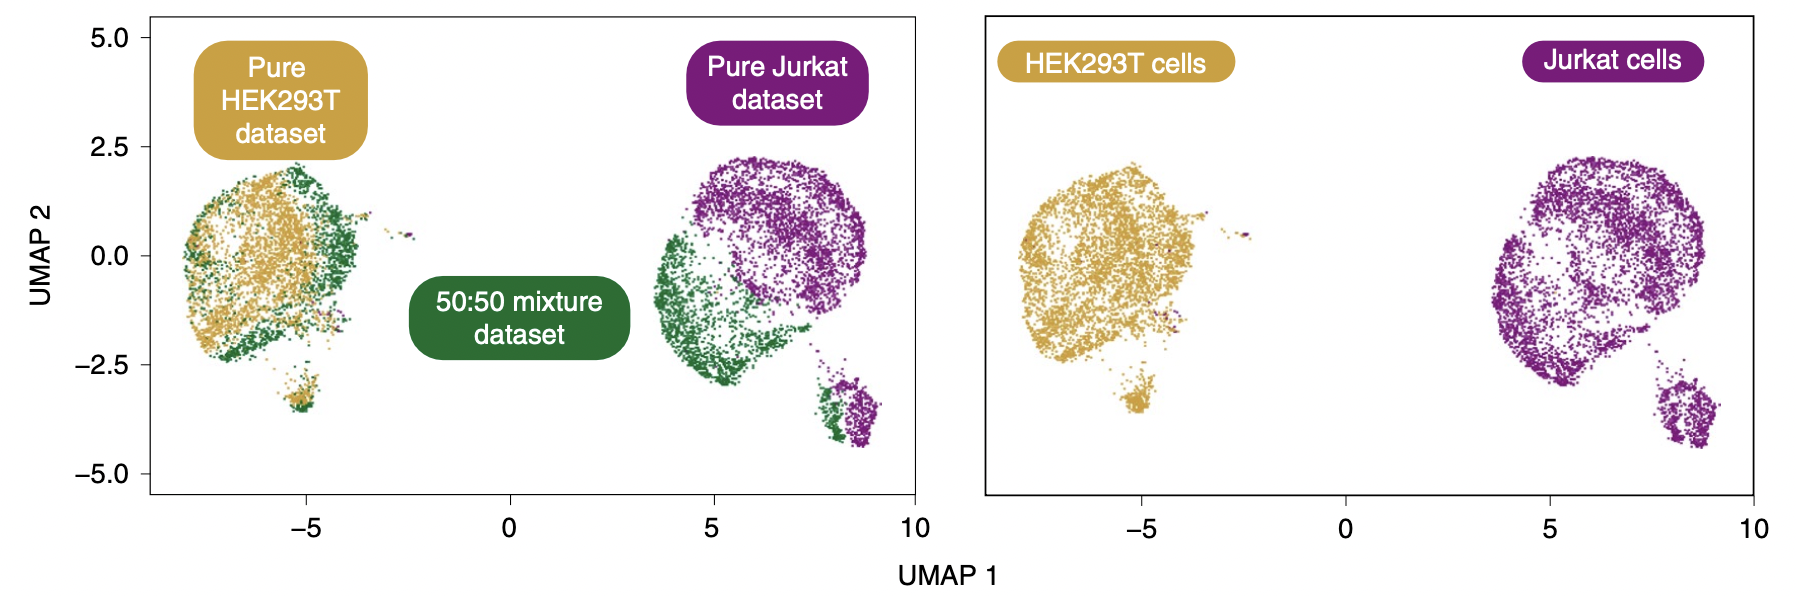 5.0
2.5
0.0
−2.5
−5.0
UMAP 2
Pure
HEK293T
dataset
50:50 mixture
dataset
Pure Jurkat
dataset
−5
0
5
10
HEK293T cells
Jurkat cells
−5
0
5
10
UMAP 1